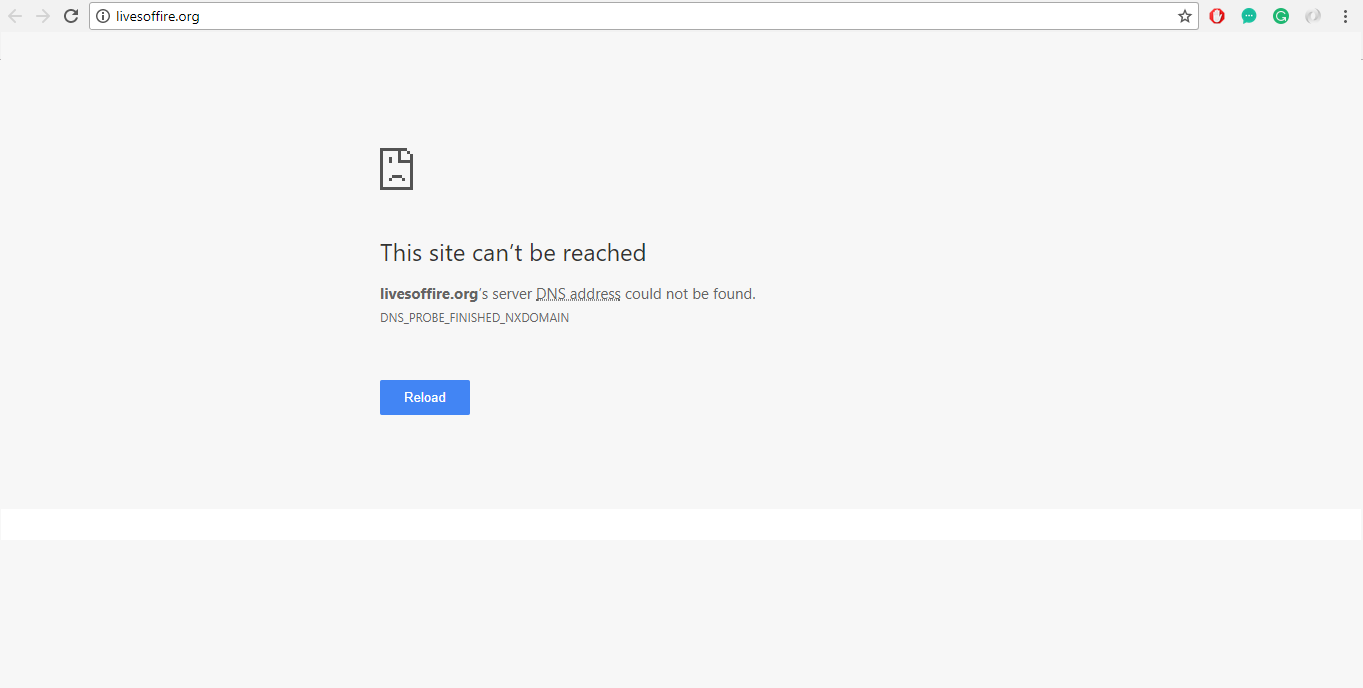 livesoffire.org
This site can’t be reached
livesoffire.org’s server DNS address could not be found.
DNS_PROBE_FINISHED_NXDOMAIN
Reload